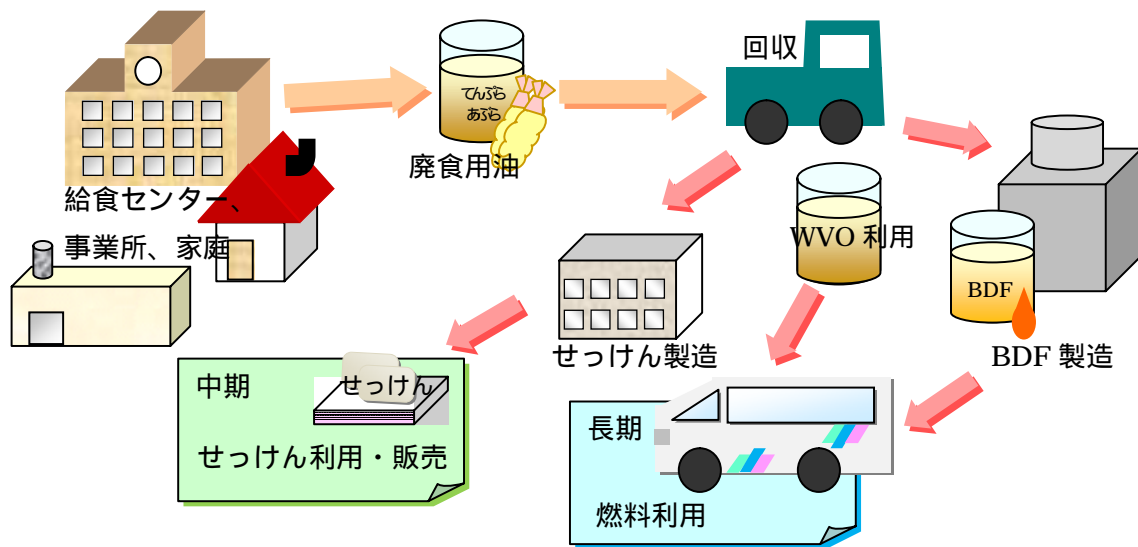 回収
てんぷら
あぶら
廃食用油
給食センター、
事業所、家庭
WVO 利用
BDF
せっけん製造
BDF 製造
中期
せっけん
せっけん利用・販売
長期
燃料利用